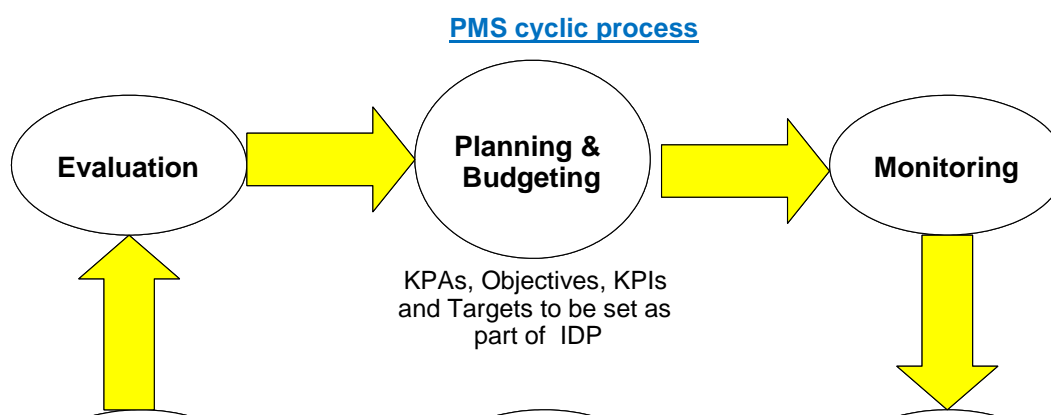 PMS cyclic process
Evaluation
Planning &
Budgeting
Monitoring
KPAs, Objectives, KPIs
and Targets to be set as
part of IDP